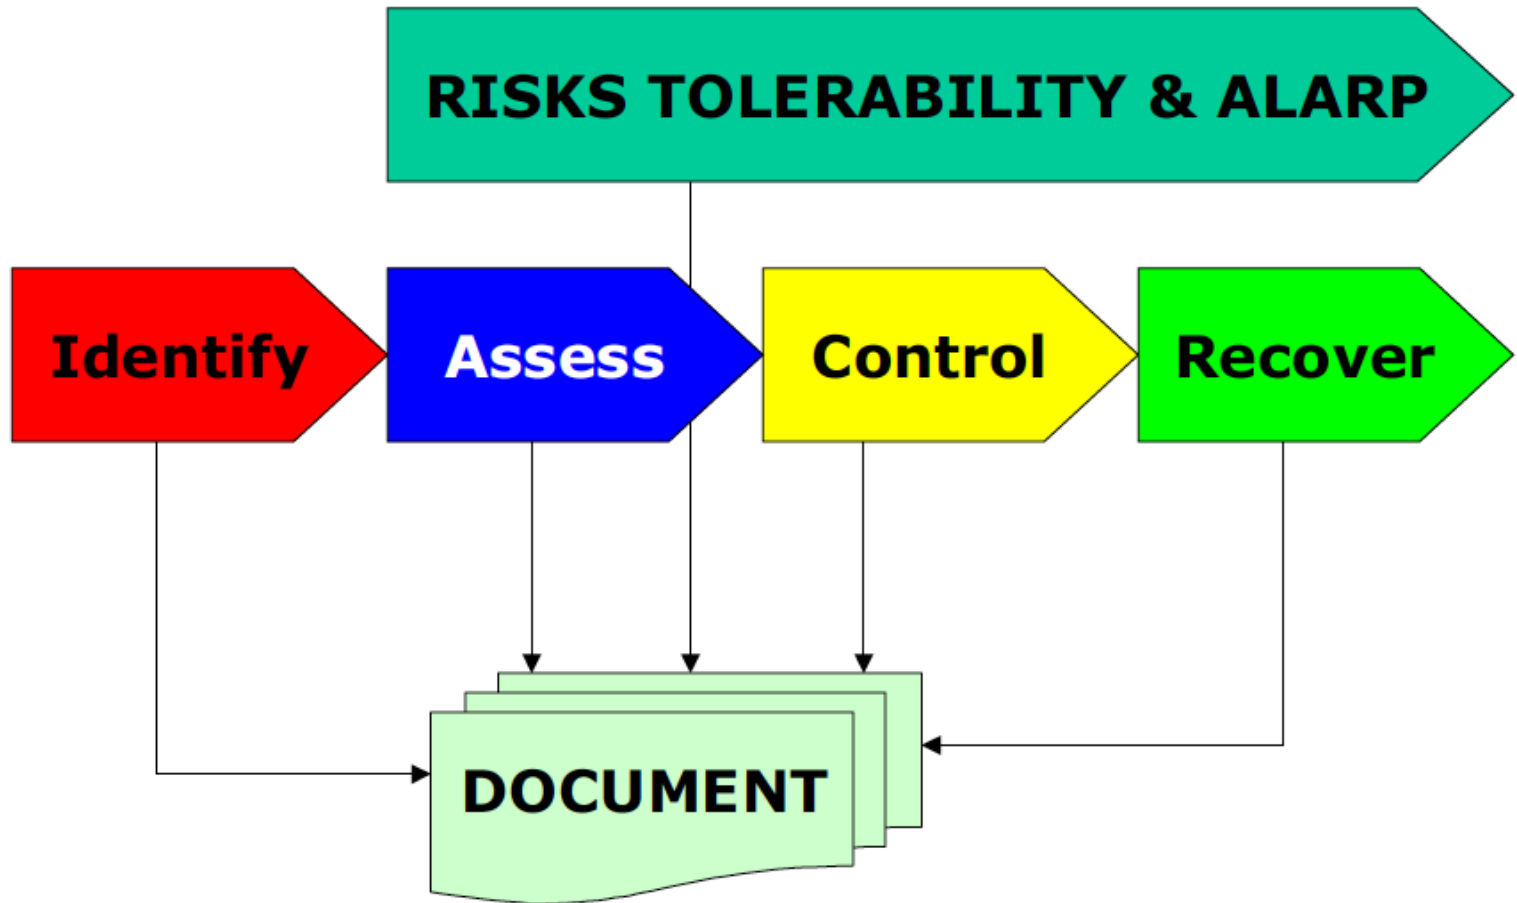 RISKS TOLERABILITY & ALARP
Identify
Assess
Control
Recover
DOCUMENT